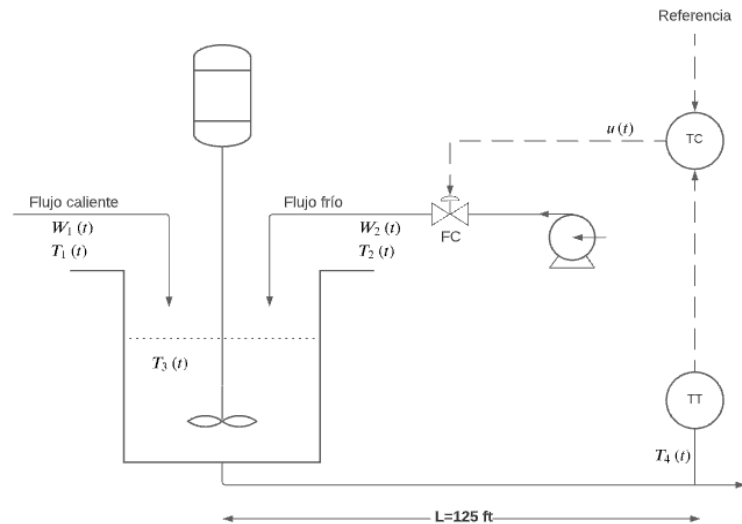 Referencia
u (t)
TC
Flujo caliente
Flujo frío
W₁ (t)
W₂ (t)
T₁ (t)
T₂ (t)
FC
T₃ (t)
TT
T₄ (t)
L=125 ft